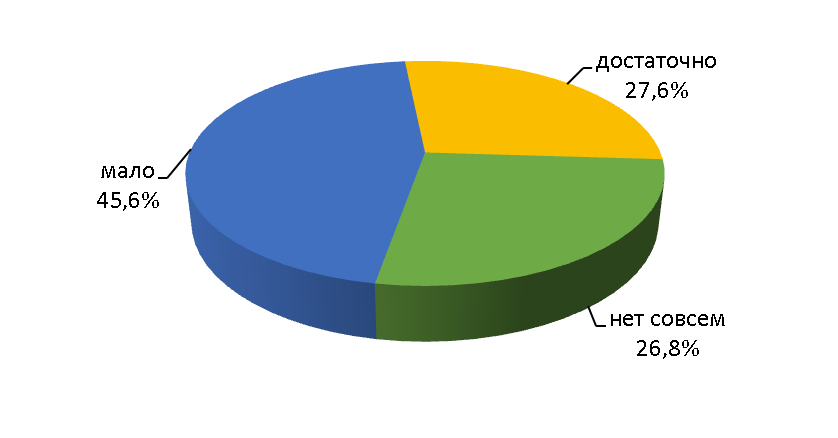 достаточно
27,6%
мало
45,6%
нет совсем
26,8%